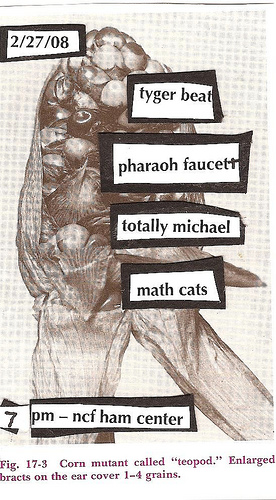 2/27/08
tyger beat
pharaoh faucett
totally michael
math cats
7 pm – ncf ham center
Fig. 17-3 Corn mutant called “teopod.” Enlarged
bracts on the ear cover 1–4 grains.